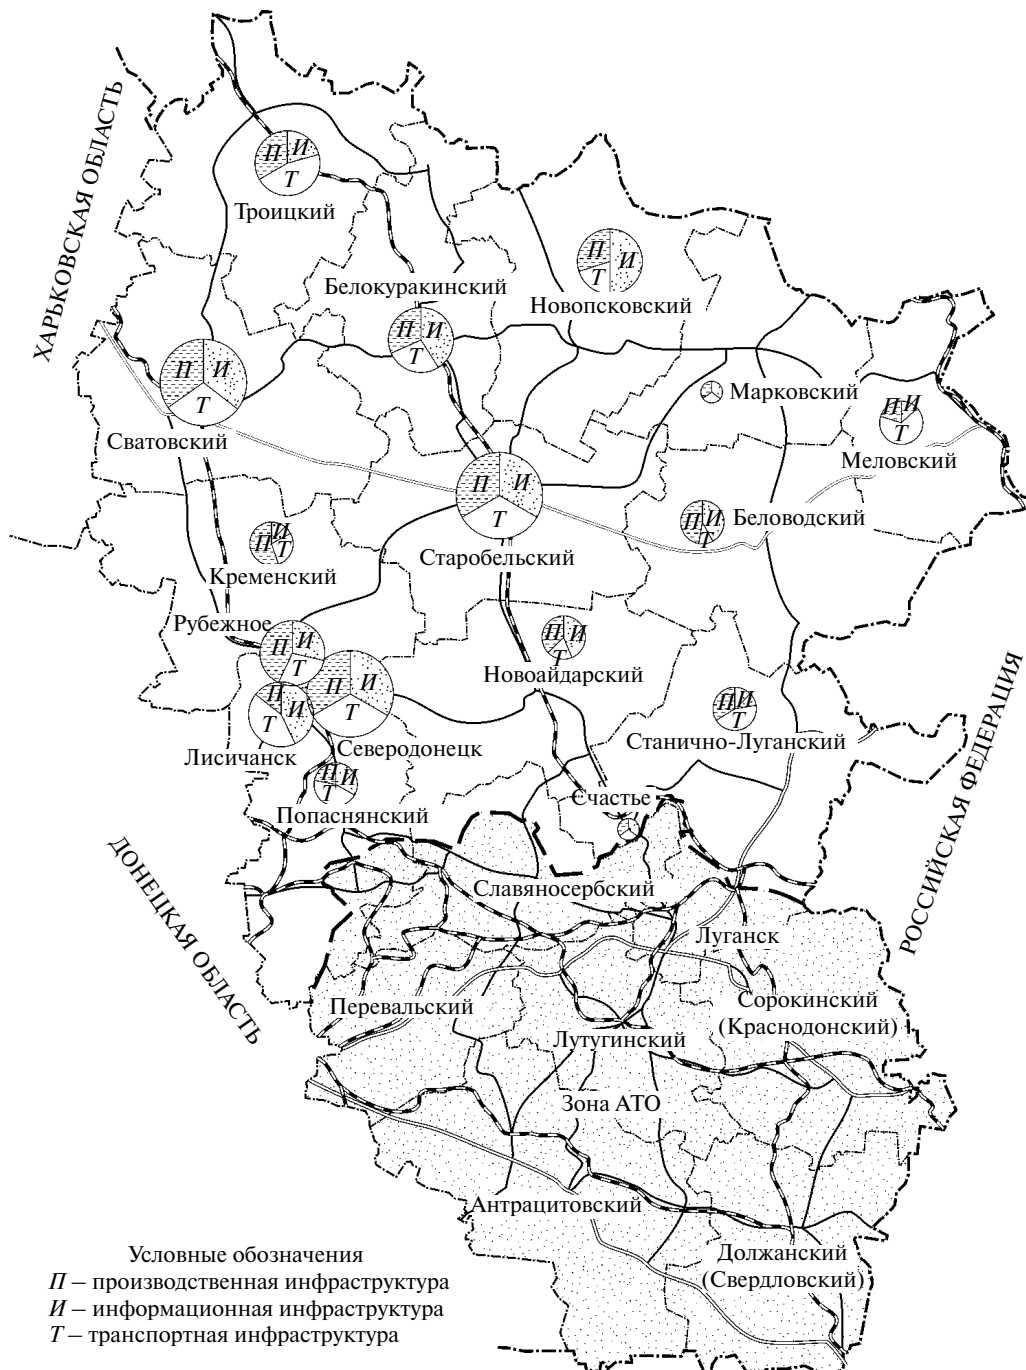 ХАРЬКОВСКАЯ ОБЛАСТЬ
П И Т
Троицкий
П И Т
Новопсковский
Белокуракинский
П И Т
П И Т
Сватовский
Марковский
П И Т
Меловский
П И Т
Старобельский
П И Т
Беловодский
П И Т
Кременский
Рубежное
П И Т
П И Т
Новоайдарский
П И Т
Северодонецк
П И Т
Лисичанск
П И Т
Станично-Луганский
П И Т
Попаснянский
Счастье
РОССИЙСКАЯ ФЕДЕРАЦИЯ
ДОНЕЦКАЯ ОБЛАСТЬ
Славяносербский
Луганск
Перевальский
Сорокинский
(Краснодонский)
Лутугинский
Зона АТО
Антрацитовский
Должанский
(Свердловский)
Условные обозначения
П – производственная инфраструктура
И – информационная инфраструктура
Т – транспортная инфраструктура